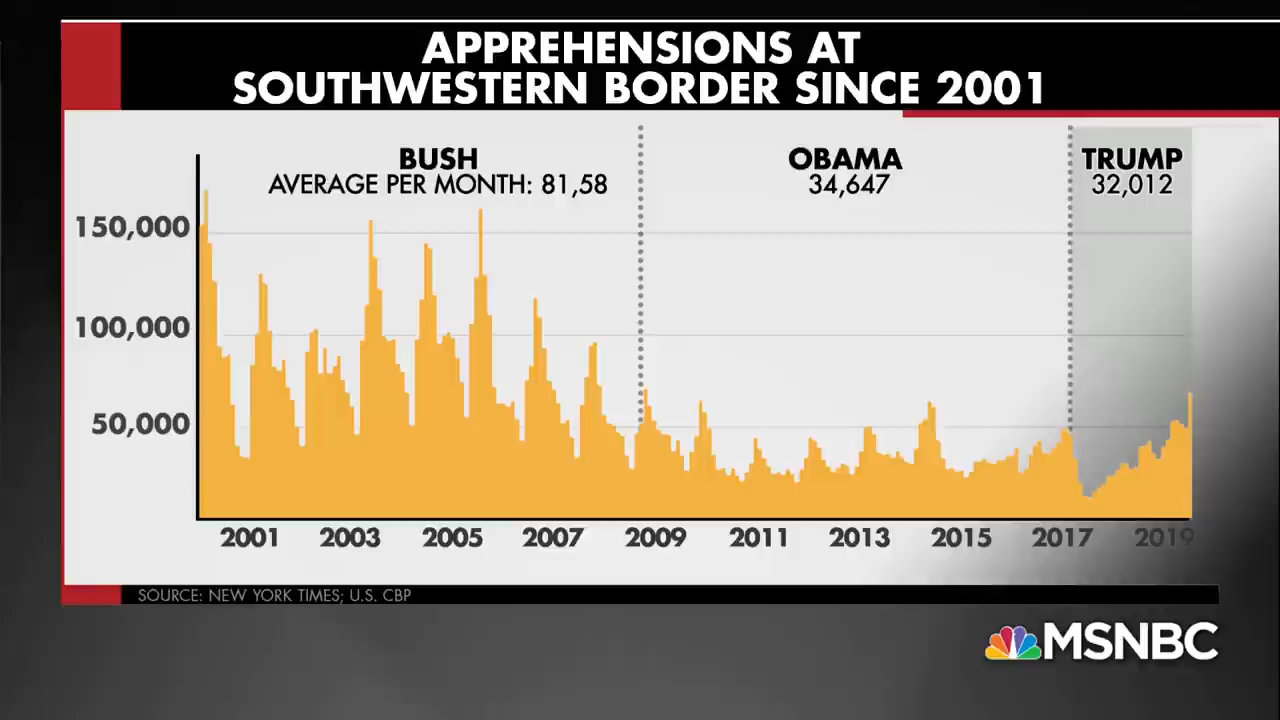 APPREHENSIONS AT
SOUTHWESTERN BORDER SINCE 2001
BUSH
AVERAGE PER MONTH: 81,58
OBAMA
34,647
TRUMP
32,012
150,000
100,000
50,000
2001 2003 2005 2007 2009 2011 2013 2015 2017 2019
SOURCE: NEW YORK TIMES; U.S. CBP
MSNBC